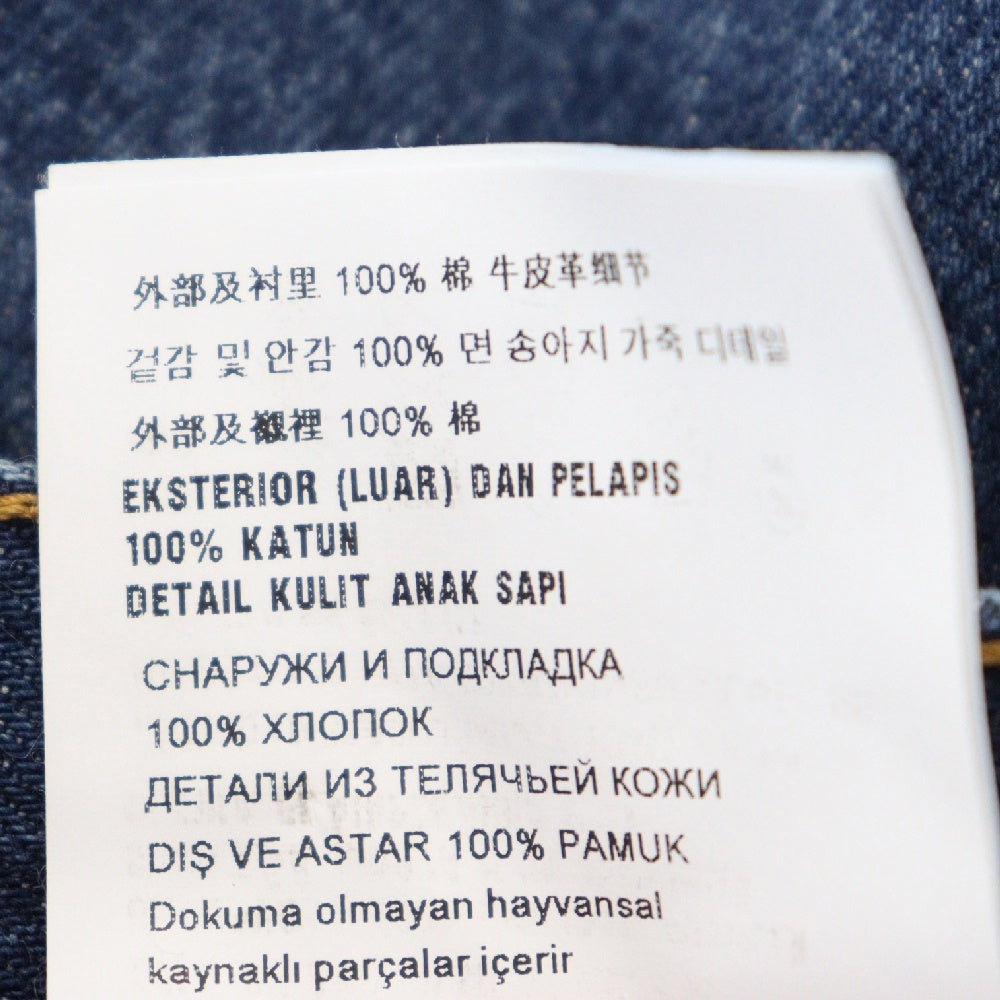 外部及衬里 100% 棉 牛皮革细节
겉감 및 안감 100% 면 송아지 가죽 디테일
外部及襯裡 100% 棉
EKSTERIOR (LUAR) DAN PELAPIS
100% KATUN
DETAIL KULIT ANAK SAPI
СНАРУЖИ И ПОДКЛАДКА
100% ХЛОПОК
ДЕТАЛИ ИЗ ТЕЛЯЧЬЕЙ КОЖИ
DIŞ VE ASTAR 100% PAMUK
Dokuma olmayan hayvansal
kaynaklı parçalar içerir